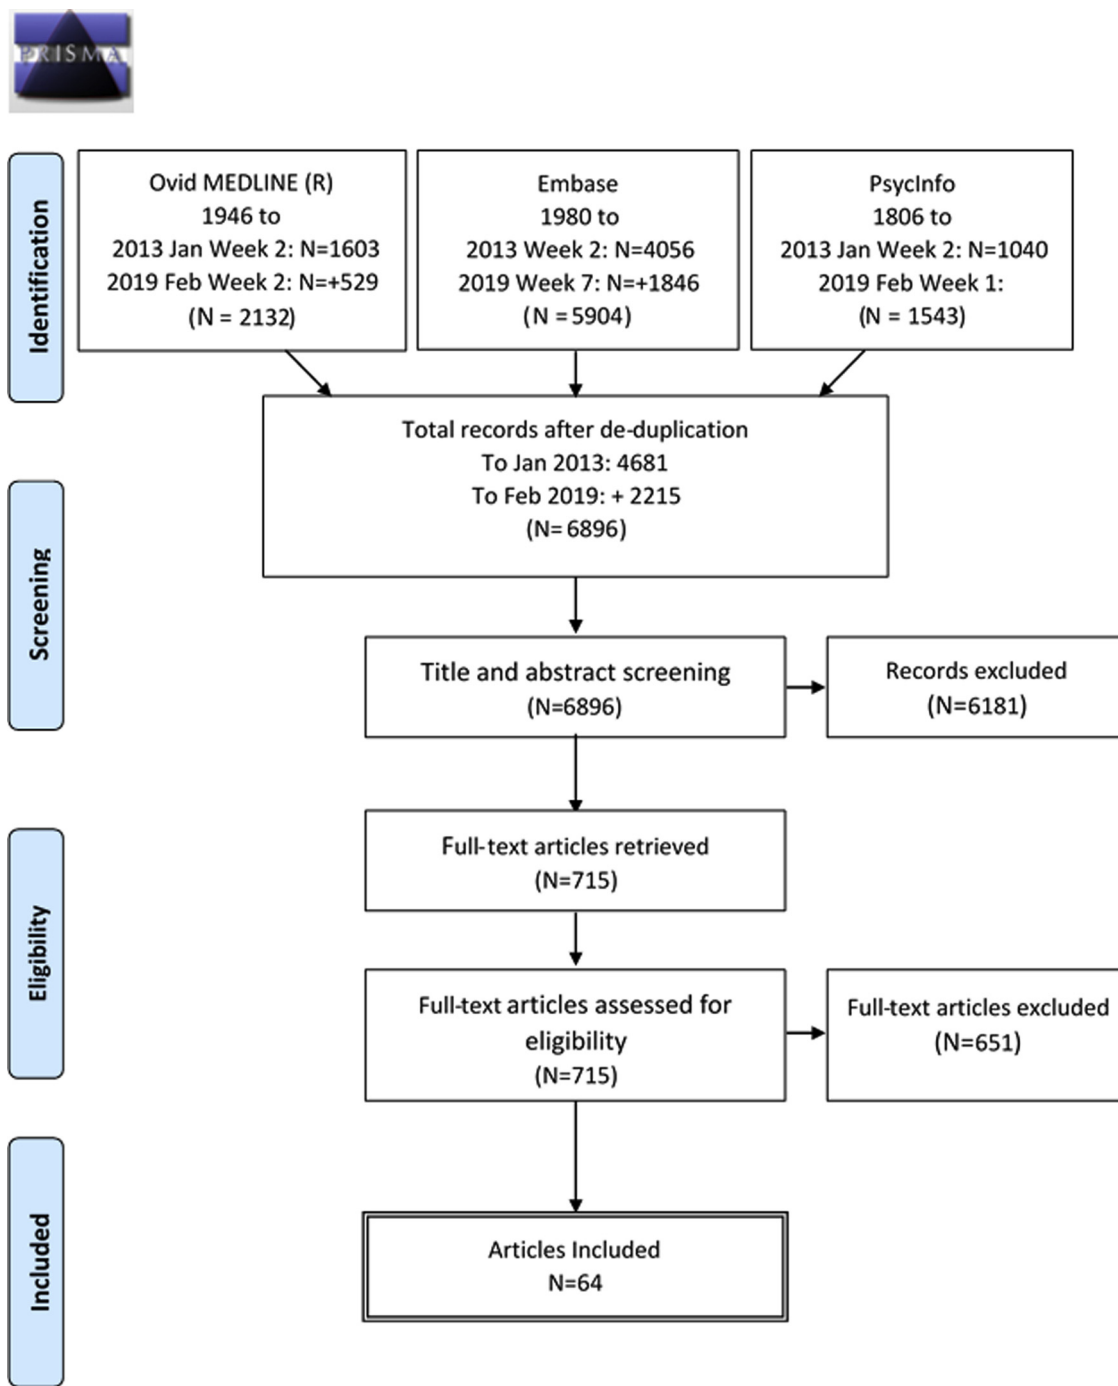 PRISMA
Identification
Ovid MEDLINE (R)
1946 to
2013 Jan Week 2: N=1603
2019 Feb Week 2: N=+529
(N = 2132)
Embase
1980 to
2013 Week 2: N=4056
2019 Week 7: N=+1846
(N = 5904)
PsycInfo
1806 to
2013 Jan Week 2: N=1040
2019 Feb Week 1:
(N = 1543)
Total records after de-duplication
To Jan 2013: 4681
To Feb 2019: + 2215
(N= 6896)
Screening
Title and abstract screening
(N=6896)
Records excluded
(N=6181)
Full-text articles retrieved
(N=715)
Eligibility
Full-text articles assessed for
eligibility
(N=715)
Full-text articles excluded
(N=651)
Included
Articles Included
N=64